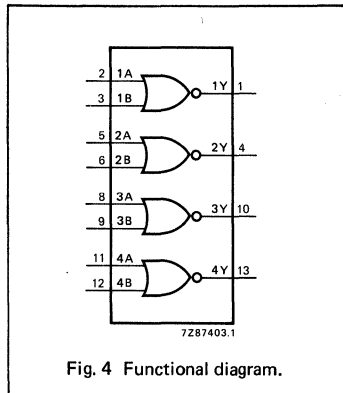 2 1A 1Y 1
3 1B
5 2A 2Y 4
6 2B
8 3A 3Y 10
9 3B
11 4A 4Y 13
12 4B
7Z87403.1
Fig. 4 Functional diagram.